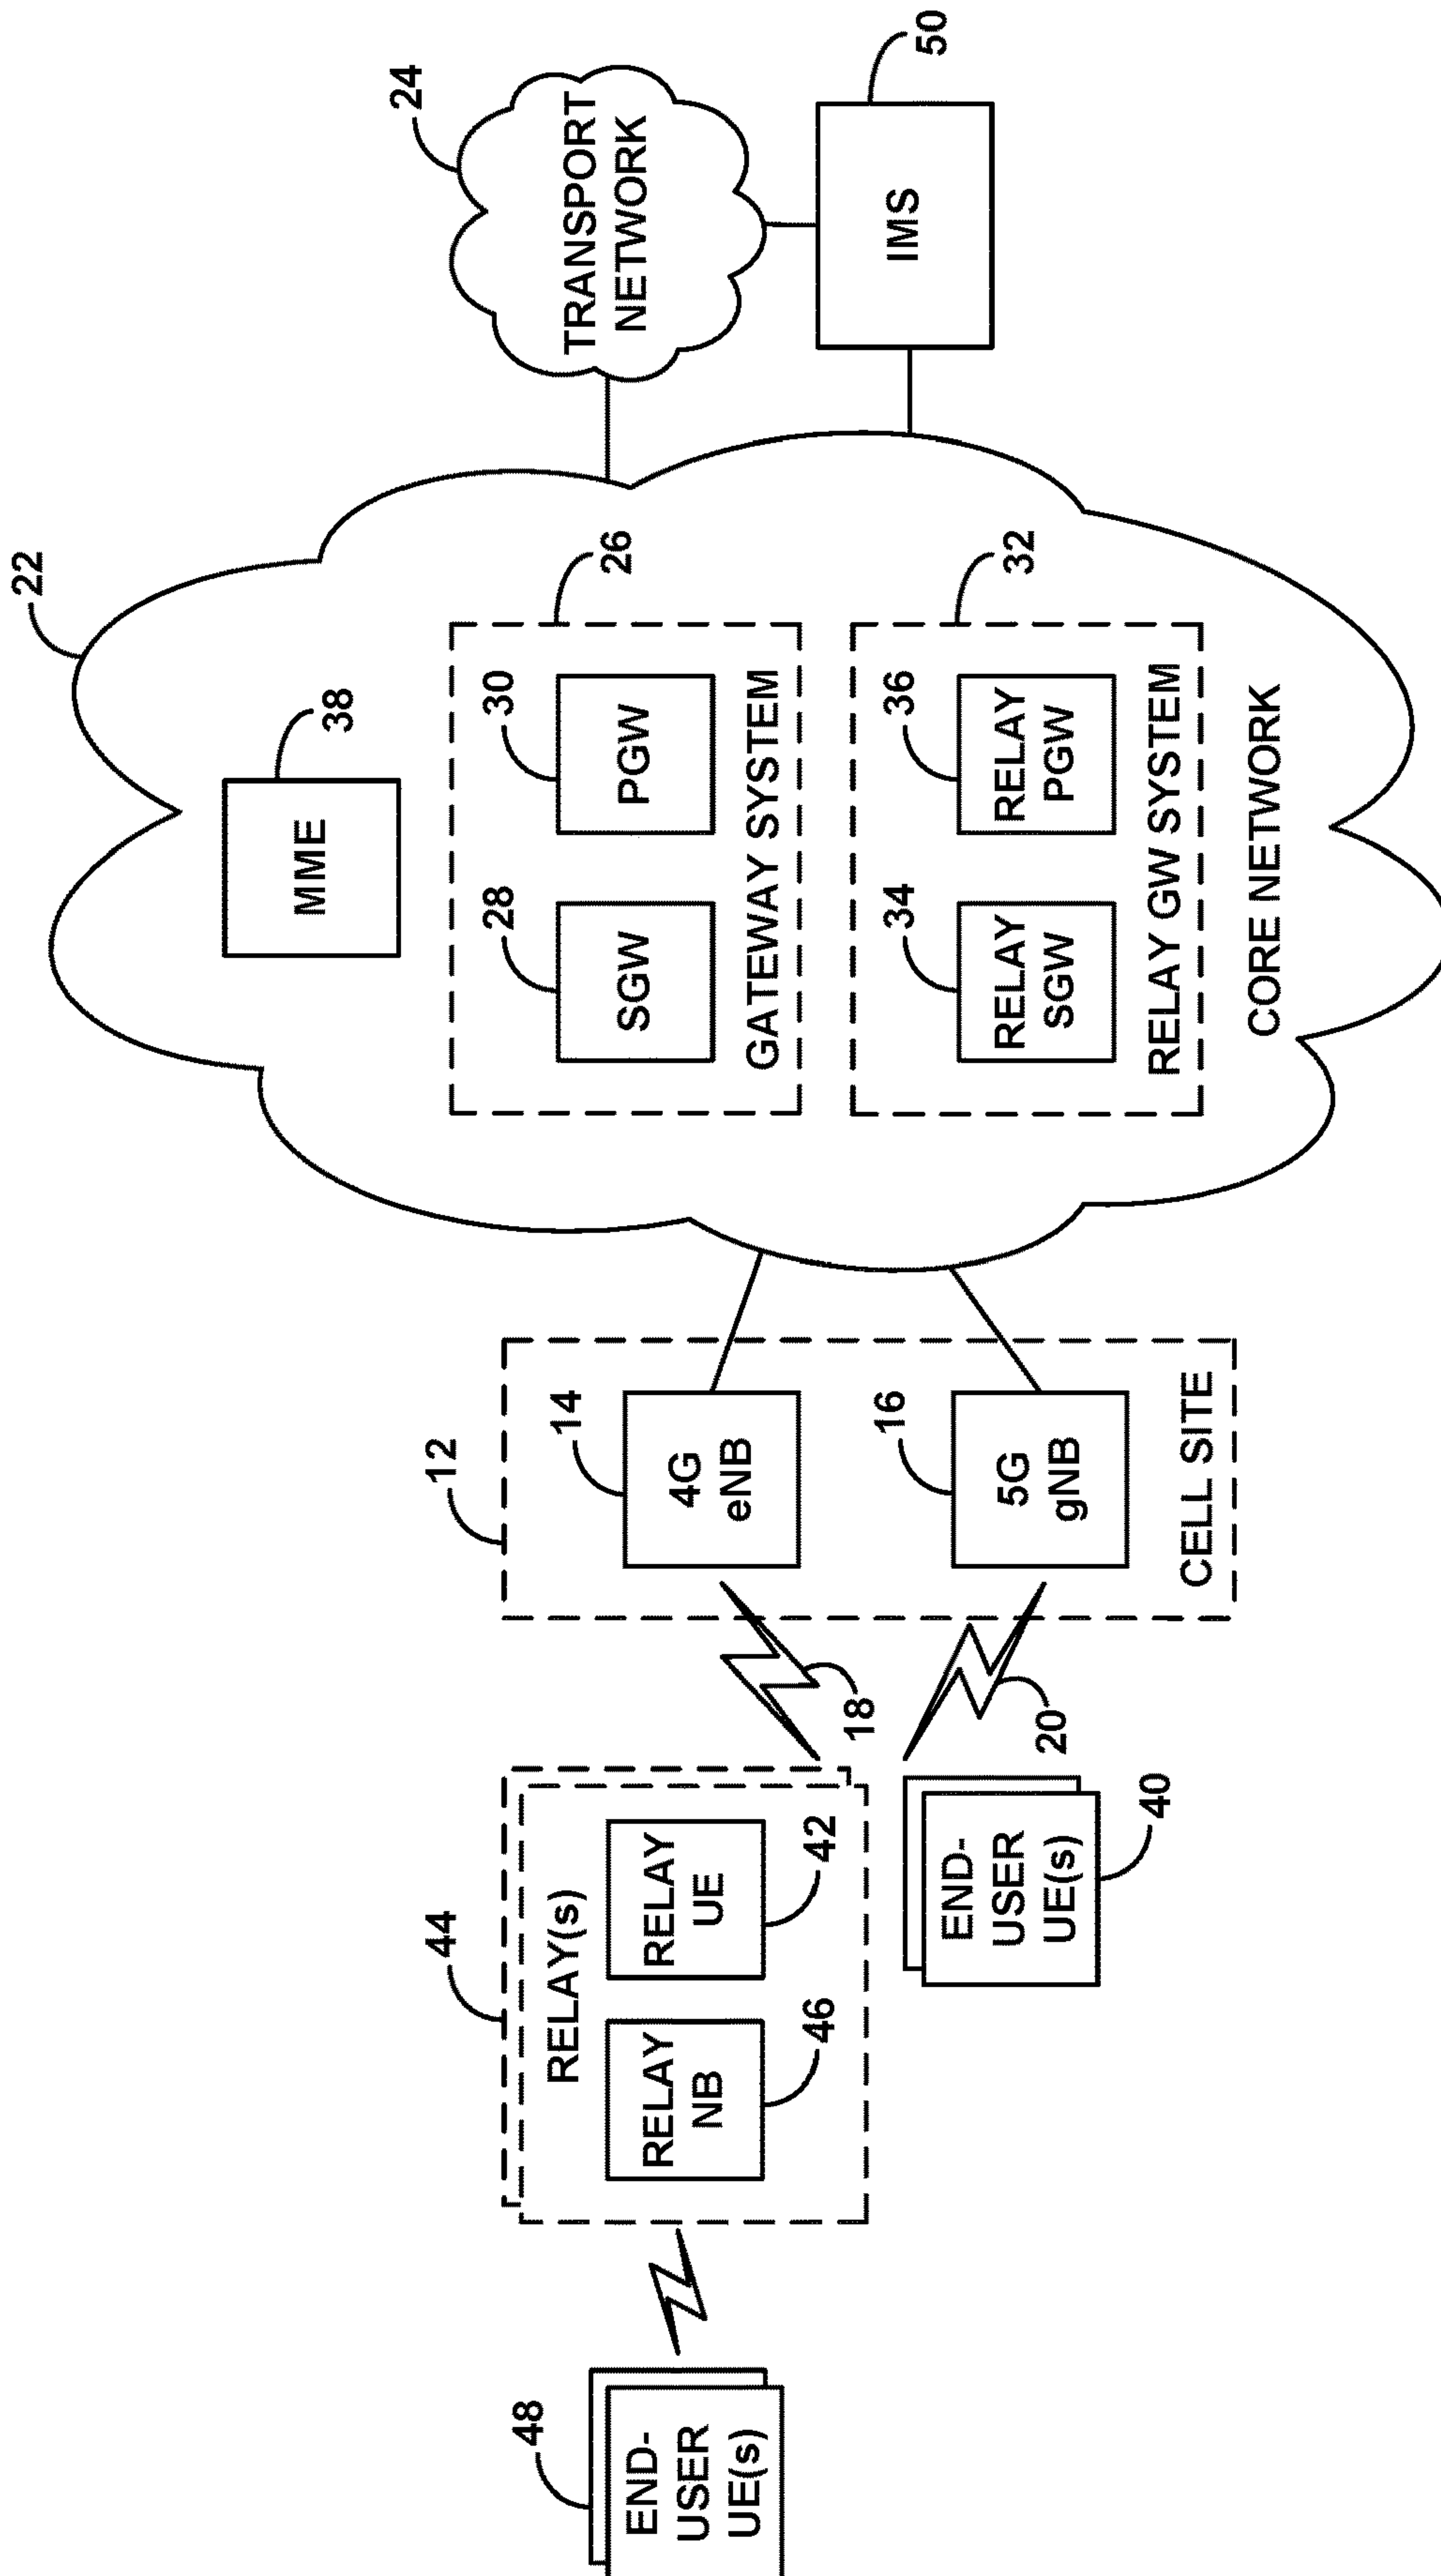 48
END-
USER
UE(s)
44
RELAY(s)
RELAY
NB
46
RELAY
UE
42
END-
USER
UE(s)
40
18
20
12
14
4G
eNB
16
5G
gNB
CELL SITE
22
MME
38
28
SGW
30
PGW
GATEWAY SYSTEM
26
34
RELAY
SGW
36
RELAY
PGW
RELAY GW SYSTEM
32
CORE NETWORK
24
TRANSPORT
NETWORK
IMS
50